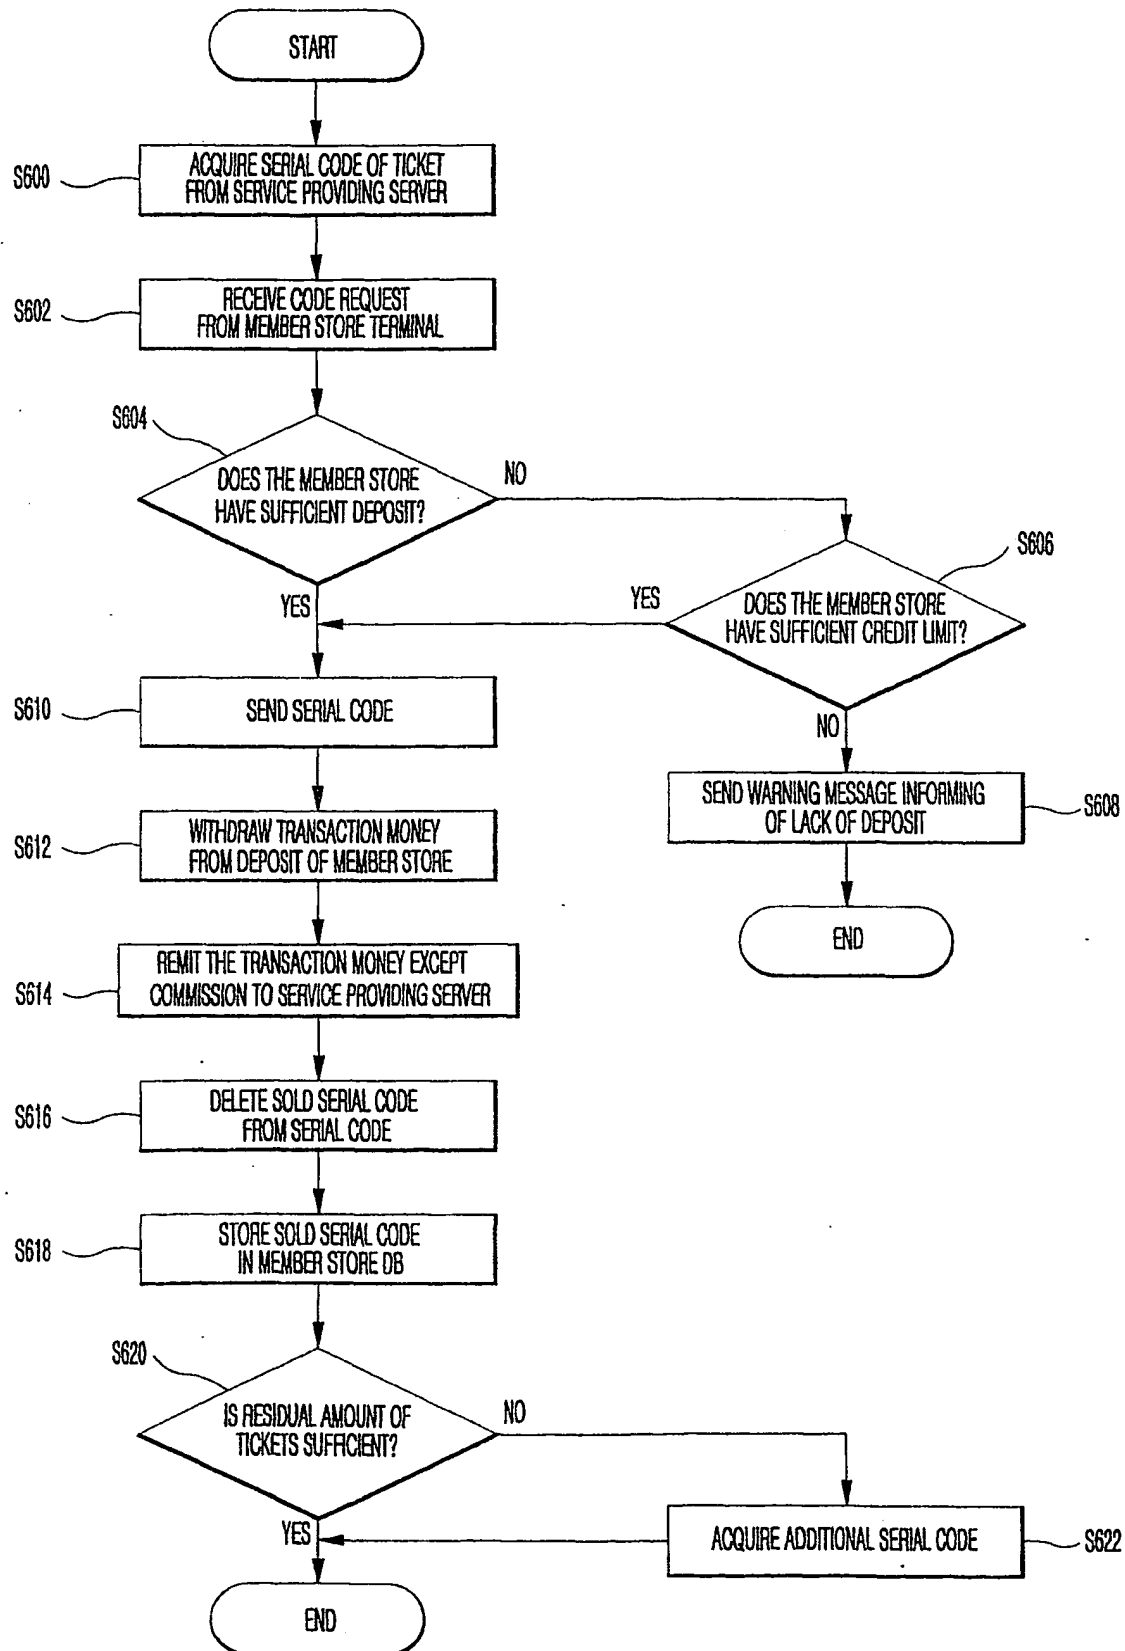 START
S600
ACQUIRE SERIAL CODE OF TICKET
FROM SERVICE PROVIDING SERVER
S602
RECEIVE CODE REQUEST
FROM MEMBER STORE TERMINAL
S604
DOES THE MEMBER STORE
HAVE SUFFICIENT DEPOSIT?
NO
YES
S606
DOES THE MEMBER STORE
HAVE SUFFICIENT CREDIT LIMIT?
YES
NO
S608
SEND WARNING MESSAGE INFORMING
OF LACK OF DEPOSIT
END
S610
SEND SERIAL CODE
S612
WITHDRAW TRANSACTION MONEY
FROM DEPOSIT OF MEMBER STORE
S614
REMIT THE TRANSACTION MONEY EXCEPT
COMMISSION TO SERVICE PROVIDING SERVER
S616
DELETE SOLD SERIAL CODE
FROM SERIAL CODE
S618
STORE SOLD SERIAL CODE
IN MEMBER STORE DB
S620
IS RESIDUAL AMOUNT OF
TICKETS SUFFICIENT?
NO
YES
ACQUIRE ADDITIONAL SERIAL CODE
S622
END